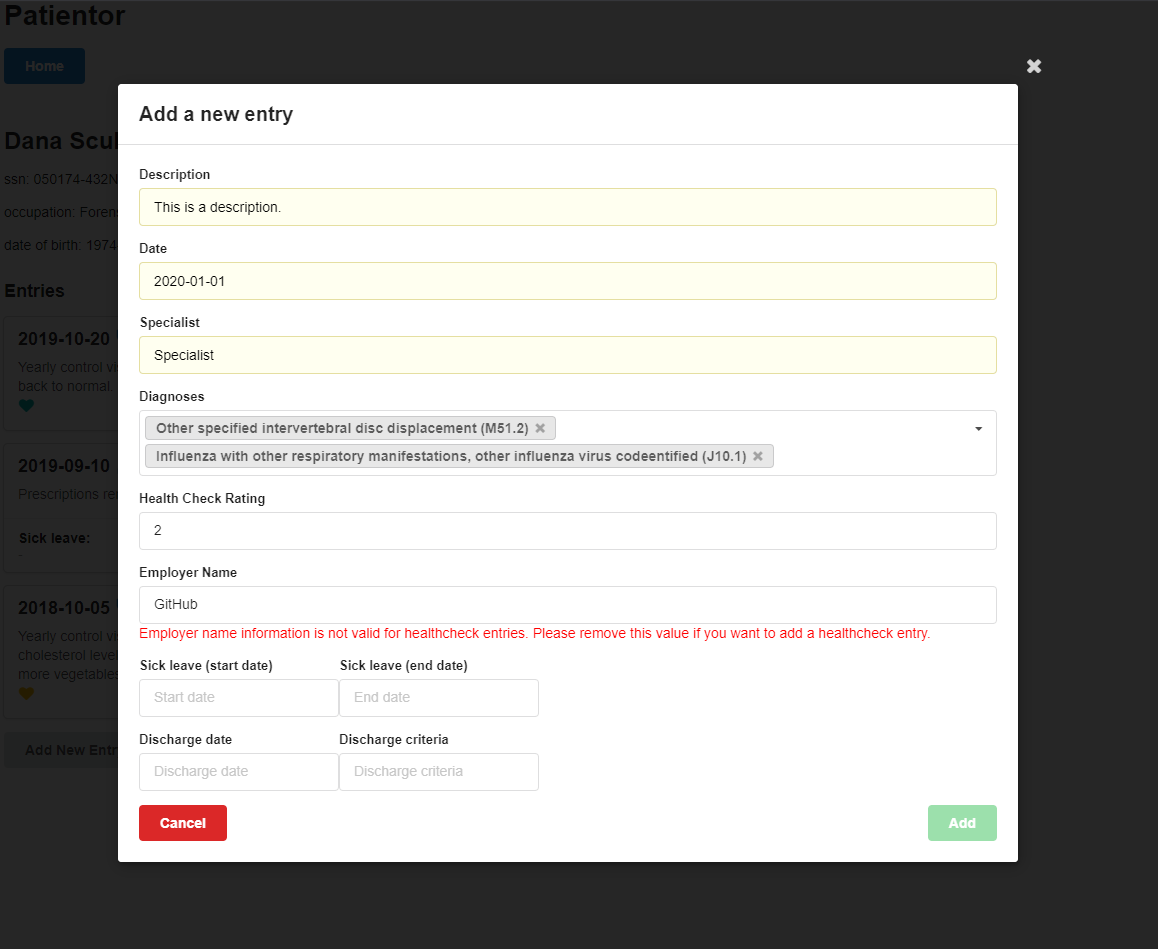 Patientor
Home
Add a new entry
Dana Scul
ssn: 050174-432N
occupation: Foren
date of birth: 1974
Entries
2019-10-20
Yearly control vi
back to normal.
2019-09-10
Prescriptions re
Sick leave:
-
2018-10-05
Yearly control vi
cholesterol leve
more vegetables
Add New Entr
Description
This is a description.
Date
2020-01-01
Specialist
Specialist
Diagnoses
Other specified intervertebral disc displacement (M51.2)
Influenza with other respiratory manifestations, other influenza virus codeentified (J10.1)
Health Check Rating
2
Employer Name
GitHub
Employer name information is not valid for healthcheck entries. Please remove this value if you want to add a healthcheck entry.
Sick leave (start date) Sick leave (end date)
Start date End date
Discharge date Discharge criteria
Discharge date Discharge criteria
Cancel Add